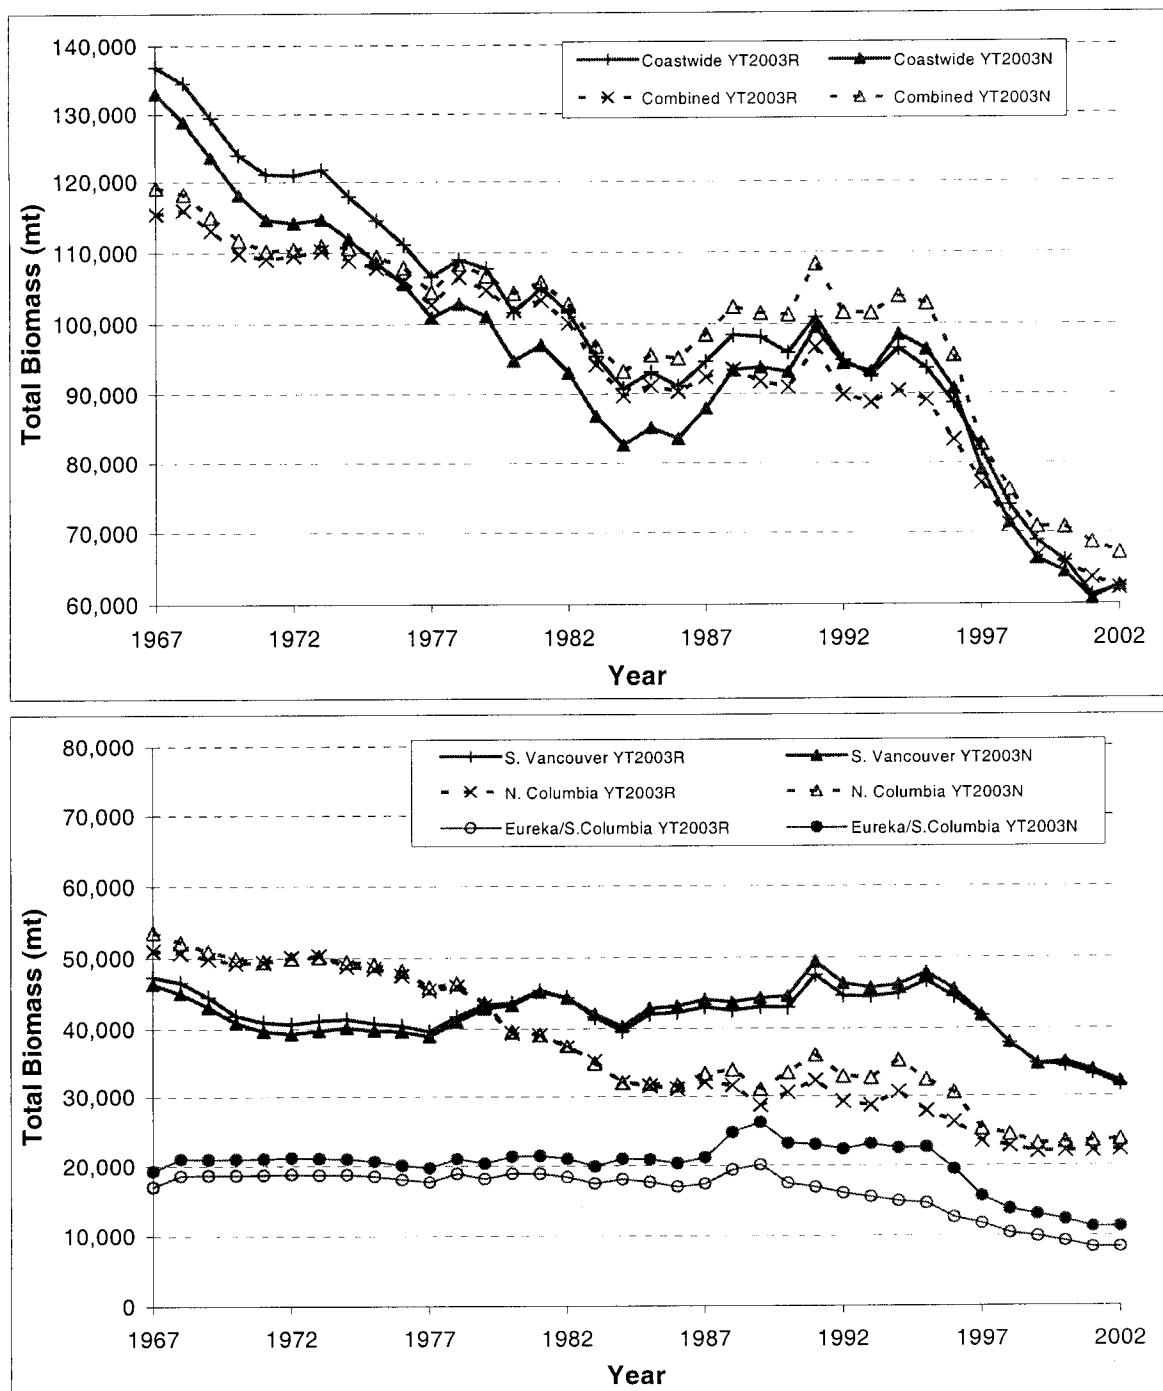 140,000
130,000
120,000
110,000
100,000
90,000
80,000
70,000
60,000
Total Biomass (mt)
Coastwide YT2003R
Coastwide YT2003N
Combined YT2003R
Combined YT2003N
1967 1972 1977 1982 1987 1992 1997 2002
Year
80,000
70,000
60,000
50,000
40,000
30,000
20,000
10,000
0
Total Biomass (mt)
S. Vancouver YT2003R
S. Vancouver YT2003N
N. Columbia YT2003R
N. Columbia YT2003N
Eureka/S.Columbia YT2003R
Eureka/S.Columbia YT2003N
1967 1972 1977 1982 1987 1992 1997 2002
Year